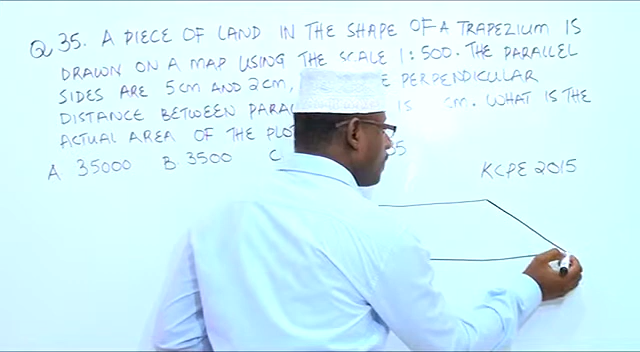 Q 35. A PIECE OF LAND IN THE SHAPE OF A TRAPEZIUM IS
DRAWN ON A MAP USING THE SCALE 1:500. THE PARALLEL
SIDES ARE 5cm AND 2cm, PERPENDICULAR
DISTANCE BETWEEN IS cm. WHAT IS THE
ACTUAL AREA OF THE PLOT
A 35000 B 3500 C 35
KCPE 2015